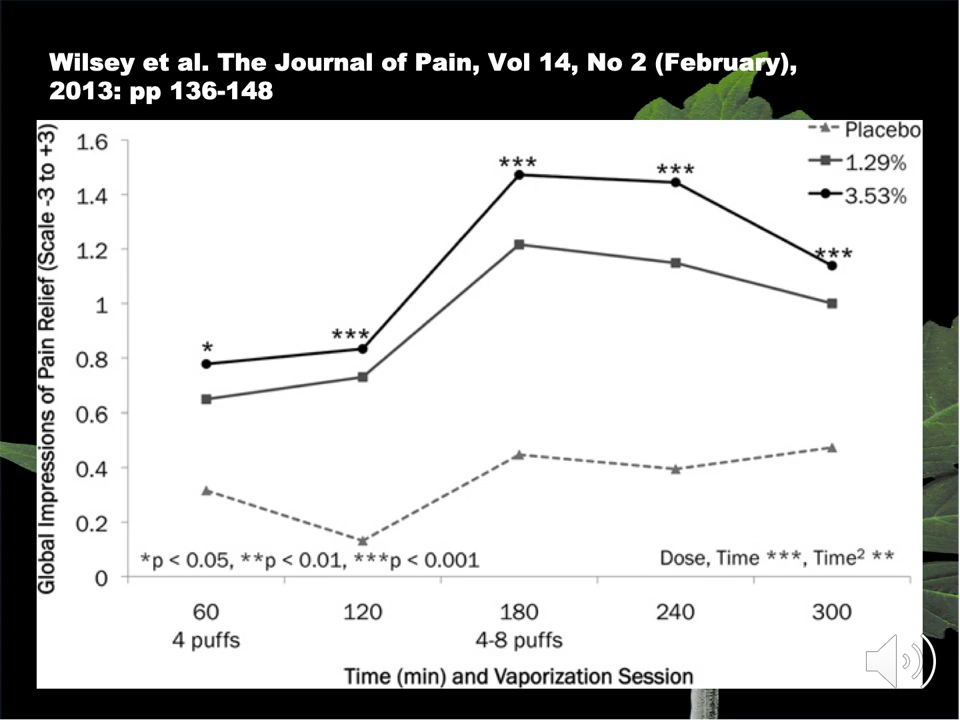 Wilsey et al. The Journal of Pain, Vol 14, No 2 (February),
2013: pp 136-148
Global Impressions of Pain Relief (Scale -3 to +3)
1.6
1.4
1.2
1
0.8
0.6
0.4
0.2
0
Placebo
1.29%
3.53%
*
***
***
***
***
*p < 0.05, **p < 0.01, ***p < 0.001
Dose, Time ***, Time² **
60 120 180 240 300
4 puffs 4-8 puffs
Time (min) and Vaporization Session